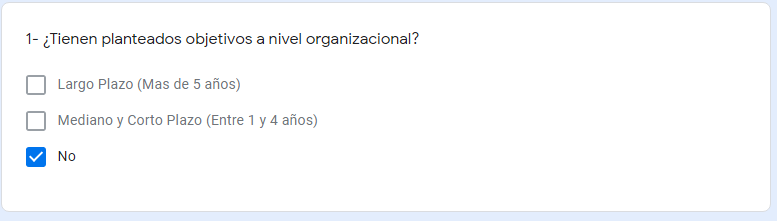 1- ¿Tienen planteados objetivos a nivel organizacional?
Largo Plazo (Mas de 5 años)
Mediano y Corto Plazo (Entre 1 y 4 años)
No